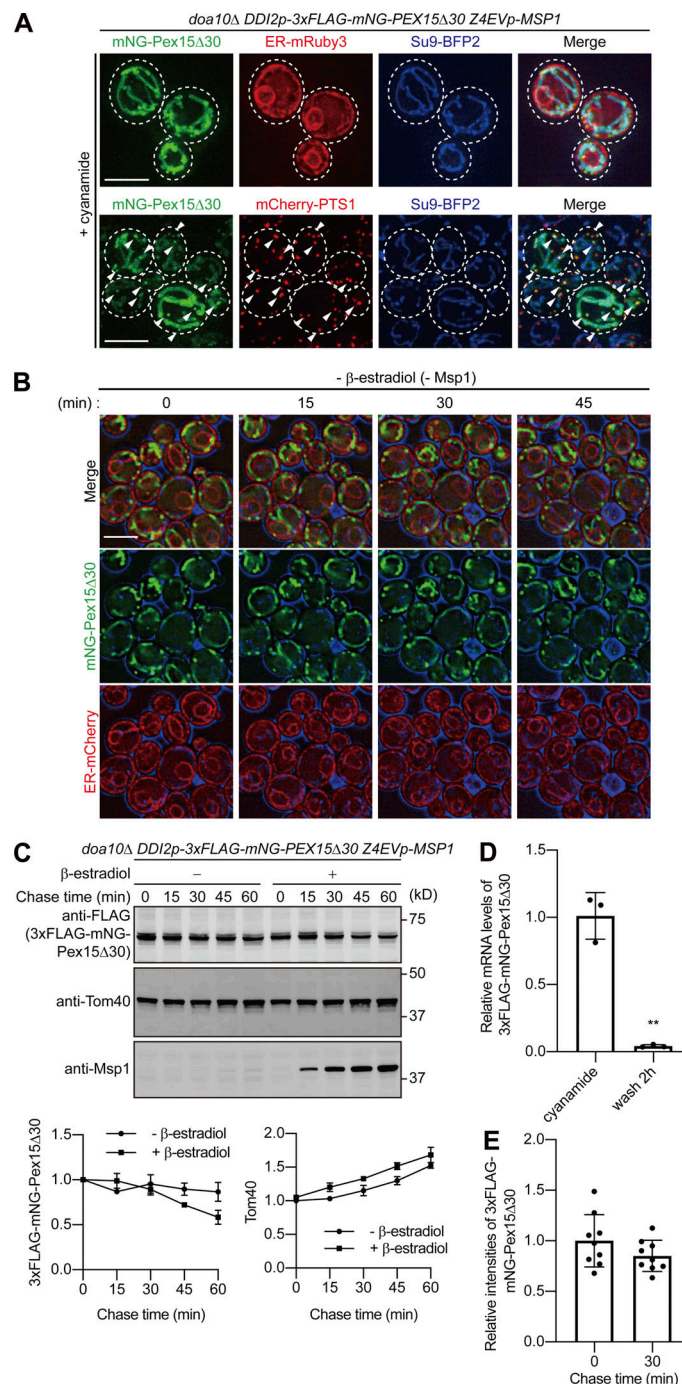 A
doa10Δ DDI2p-3xFLAG-mNG-PEX15Δ30 Z4EVp-MSP1
mNG-Pex15Δ30 ER-mRuby3 Su9-BFP2 Merge
+ cyanamide
mNG-Pex15Δ30 mCherry-PTS1 Su9-BFP2 Merge
B
- β-estradiol (- Msp1)
(min) : 0 15 30 45
Merge
mNG-Pex15Δ30
ER-mCherry
C
doa10Δ DDI2p-3xFLAG-mNG-PEX15Δ30 Z4EVp-MSP1
β-estradiol − +
Chase time (min) 0 15 30 45 60 0 15 30 45 60 (kD)
anti-FLAG
(3xFLAG-mNG-
Pex15Δ30)
75
50
anti-Tom40
37
anti-Msp1
37
3xFLAG-mNG-Pex15Δ30
1.5
1.0
0.5
0.0
- β-estradiol
+ β-estradiol
0 15 30 45 60
Chase time (min)
Tom40
2.0
1.5
1.0
- β-estradiol
+ β-estradiol
0 15 30 45 60
Chase time (min)
D
Relative mRNA levels of
3xFLAG-mNG-Pex15Δ30
1.5
1.0
0.5
0.0
**
cyanamide
wash 2h
E
Relative intensities of 3xFLAG-
mNG-Pex15Δ30
2.0
1.5
1.0
0.5
0.0
0 30
Chase time (min)